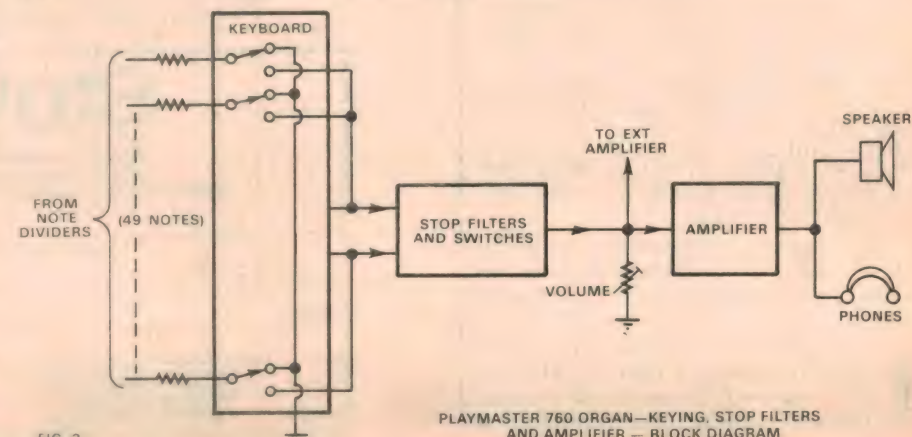 KEYBOARD
FROM
NOTE
DIVIDERS
(49 NOTES)
STOP FILTERS
AND SWITCHES
TO EXT
AMPLIFIER
VOLUME
AMPLIFIER
SPEAKER
PHONES
PLAYMASTER 760 ORGAN—KEYING, STOP FILTERS
AND AMPLIFIER — BLOCK DIAGRAM